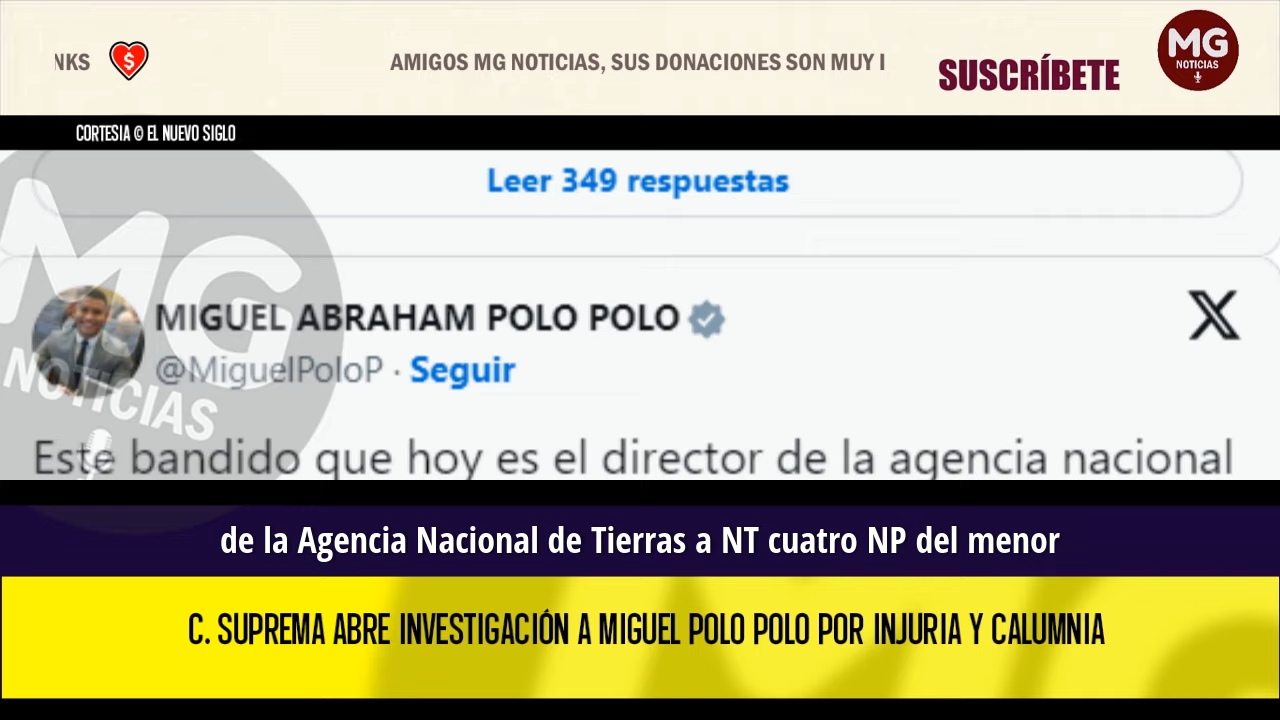 NKS
AMIGOS MG NOTICIAS, SUS DONACIONES SON MUY I
SUSCRÍBETE
MG
NOTICIAS
CORTESIA © EL NUEVO SIGLO
Leer 349 respuestas
MG
NOTICIAS
MIGUEL ABRAHAM POLO POLO
@MiguelPoloP · Seguir
X
Este bandido que hoy es el director de la agencia nacional
de la Agencia Nacional de Tierras a NT cuatro NP del menor
C. SUPREMA ABRE INVESTIGACIÓN A MIGUEL POLO POLO POR INJURIA Y CALUMNIA